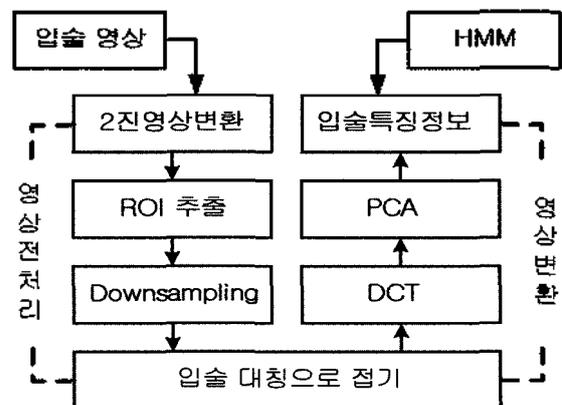 입술 영상
HMM
2진영상변환
입술특징정보
ROI 추출
PCA
Downsampling
DCT
입술 대칭으로 접기
영상전처리
영상변환